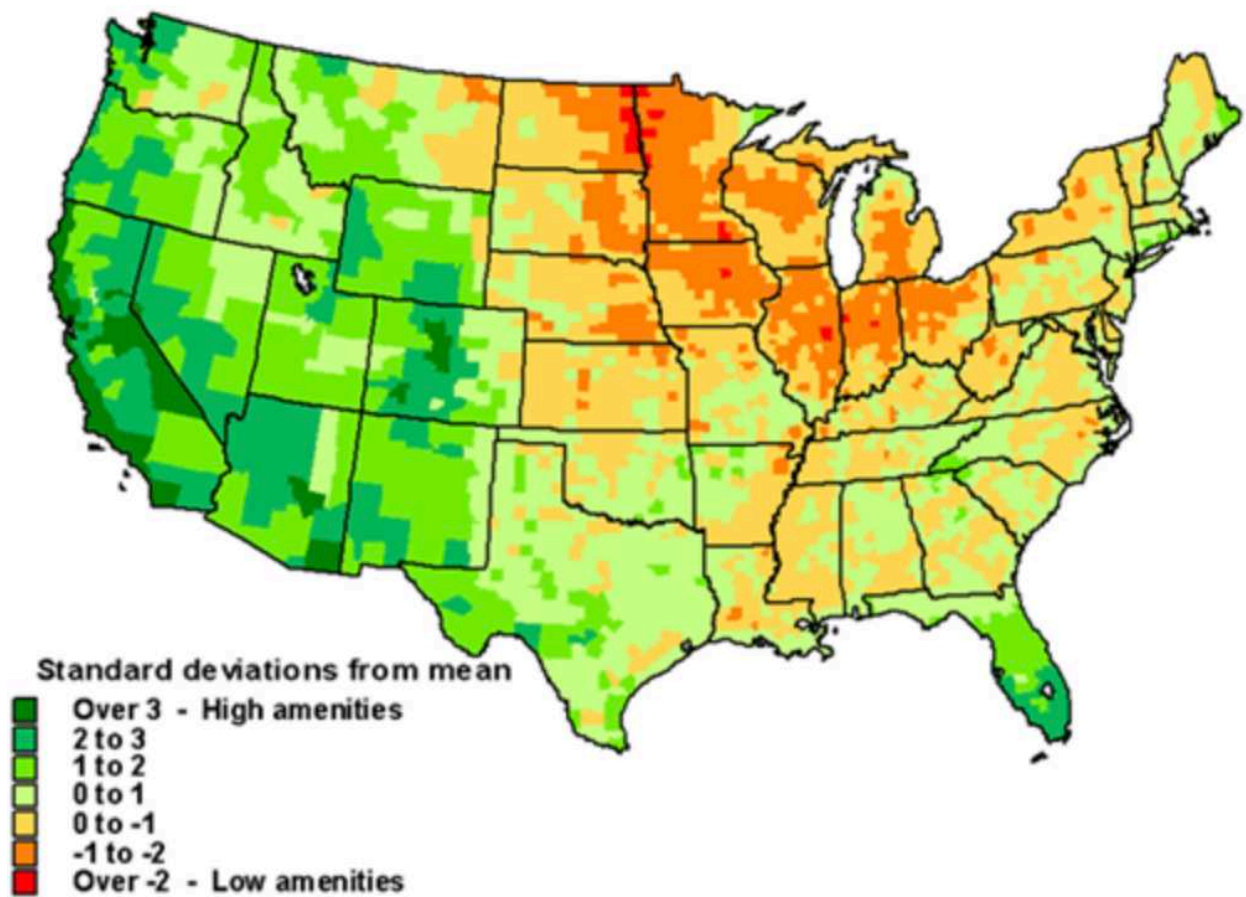 Standard deviations from mean
Over 3 - High amenities
2 to 3
1 to 2
0 to 1
0 to -1
-1 to -2
Over -2 - Low amenities